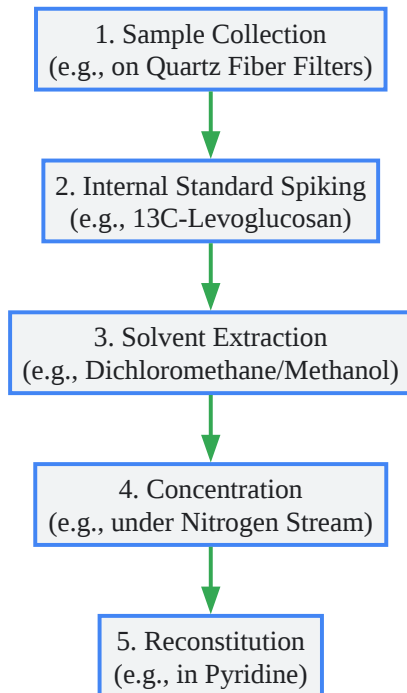 1. Sample Collection
(e.g., on Quartz Fiber Filters)
2. Internal Standard Spiking
(e.g., 13C-Levoglucosan)
3. Solvent Extraction
(e.g., Dichloromethane/Methanol)
4. Concentration
(e.g., under Nitrogen Stream)
5. Reconstitution
(e.g., in Pyridine)